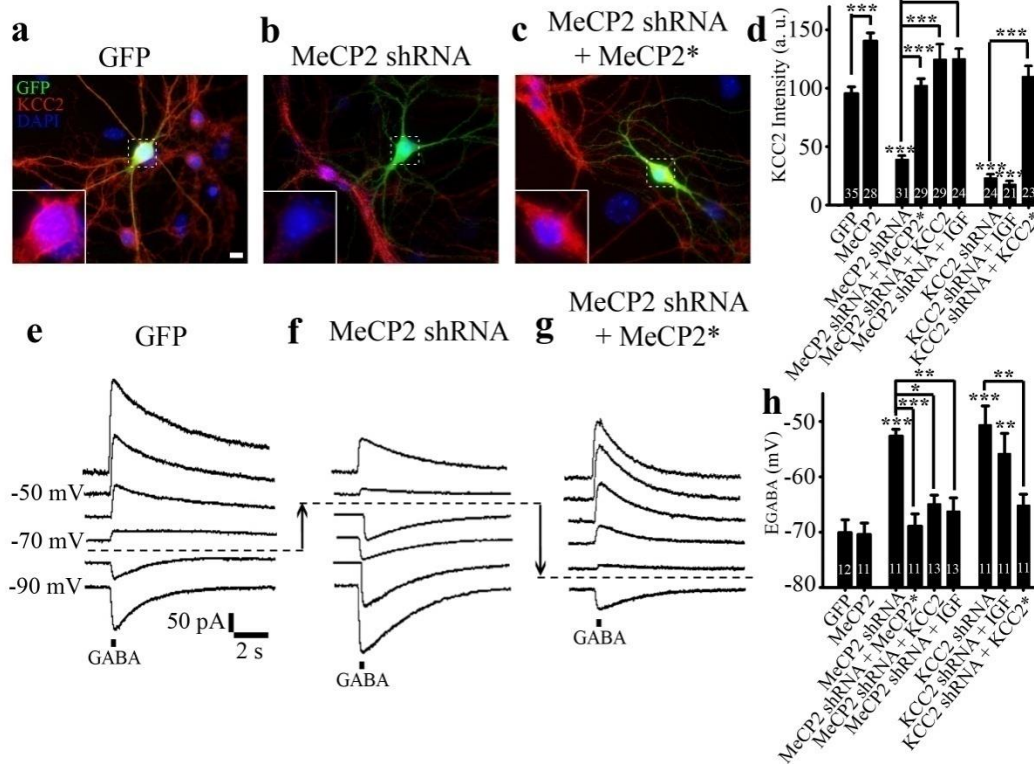 a
GFP
GFP
KCC2
DAPI
b
MeCP2 shRNA
c
MeCP2 shRNA
+ MeCP2*
d
KCC2 Intensity (a. u.)
150
100
50
0
***
***
***
***
***
***
***
***
35
28
31
29
29
24
24
21
23
GFP
MeCP2
MeCP2 shRNA
MeCP2 shRNA + MeCP2*
MeCP2 shRNA + KCC2
MeCP2 shRNA + IGF
KCC2 shRNA
KCC2 shRNA + IGF
KCC2 shRNA + KCC2*
e
GFP
-50 mV
-70 mV
-90 mV
50 pA
2 s
GABA
f
MeCP2 shRNA
GABA
g
MeCP2 shRNA
+ MeCP2*
GABA
h
EGABA (mV)
-50
-60
-70
-80
**
*
***
***
**
***
**
12
11
11
11
13
13
11
11
11
GFP
MeCP2
MeCP2 shRNA
MeCP2 shRNA + MeCP2*
MeCP2 shRNA + KCC2
MeCP2 shRNA + IGF
KCC2 shRNA
KCC2 shRNA + IGF
KCC2 shRNA + KCC2*